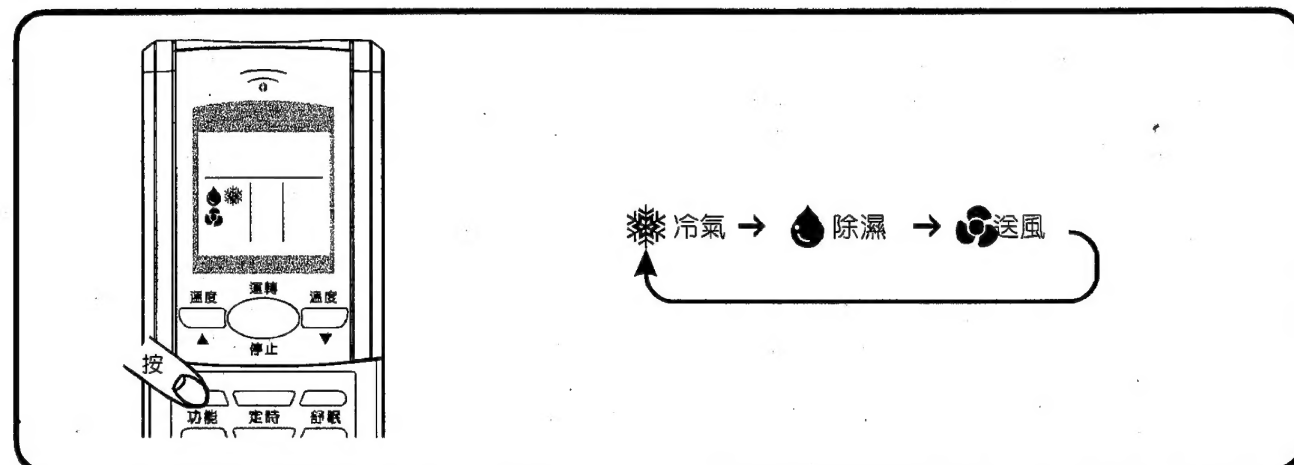 溫度 運轉 溫度
停止
按
功能 定時 舒眠
冷氣 → 除濕 → 送風